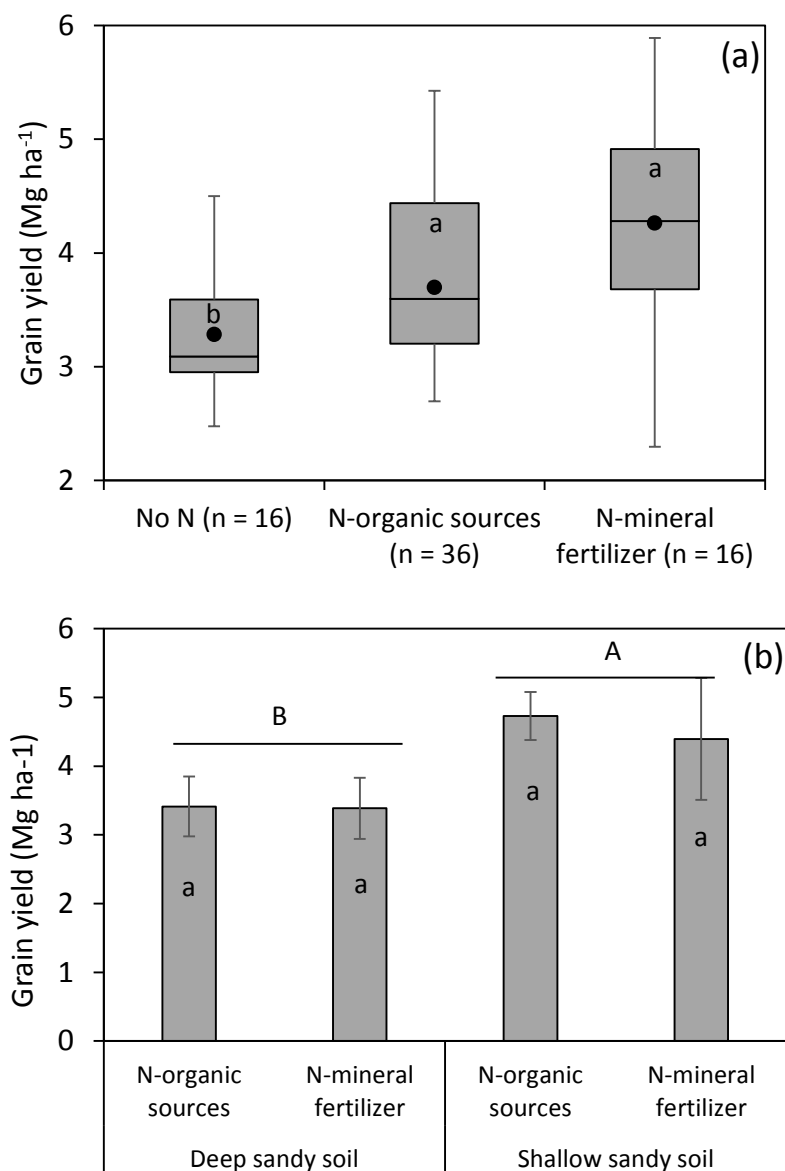 (a)
Grain yield (Mg ha⁻¹)
6
5
4
3
2
b
a
a
No N (n = 16)
N-organic sources
(n = 36)
N-mineral
fertilizer (n = 16)
(b)
Grain yield (Mg ha-1)
6
5
4
3
2
1
0
B
A
a
a
a
a
N-organic
sources
N-mineral
fertilizer
N-organic
sources
N-mineral
fertilizer
Deep sandy soil
Shallow sandy soil